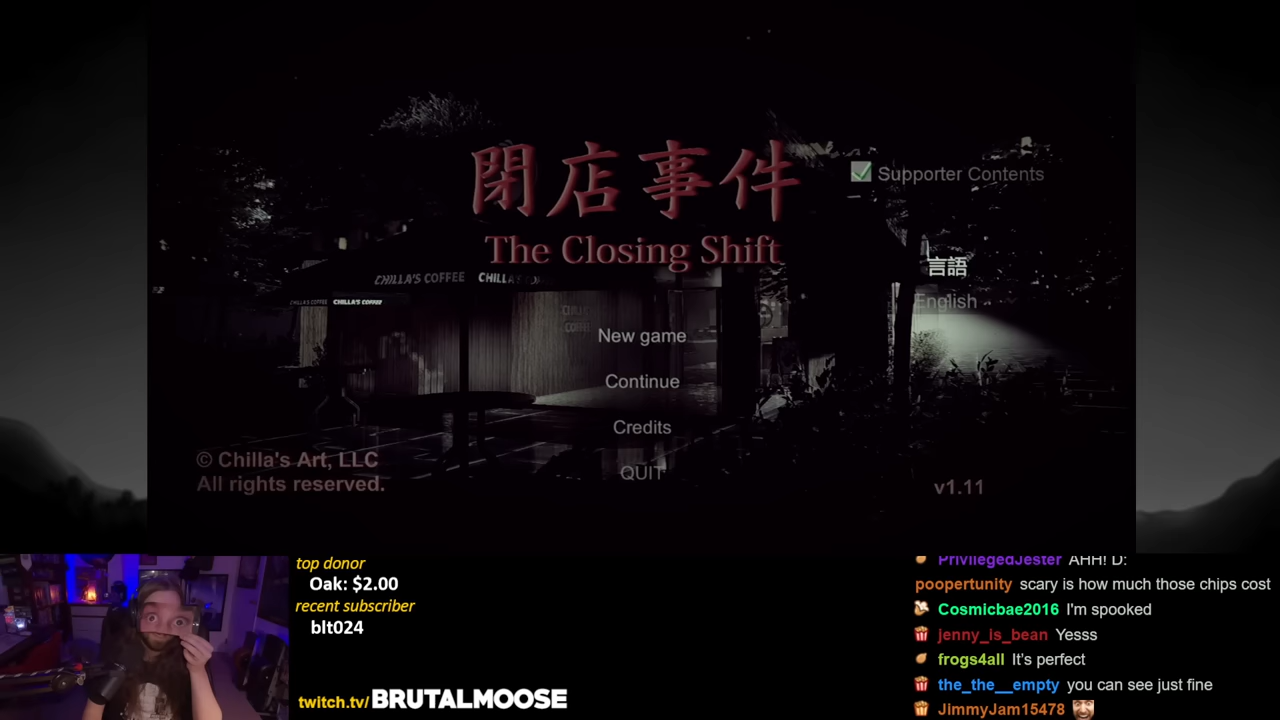 閉店事件
The Closing Shift
Supporter Contents
言語
English
CHILLA'S COFFEE
CHILLA'S COFFEE
New game
Continue
Credits
QUIT
© Chilla's Art, LLC
All rights reserved.
v1.11
top donor
Oak: $2.00
recent subscriber
blt024
twitch.tv/BRUTALMOOSE
PrivilegedJester AHH! D:
poopertunity scary is how much those chips cost
Cosmicbae2016 I'm spooked
jenny_is_bean Yesss
frogs4all It's perfect
the_the__empty you can see just fine
JimmyJam15478